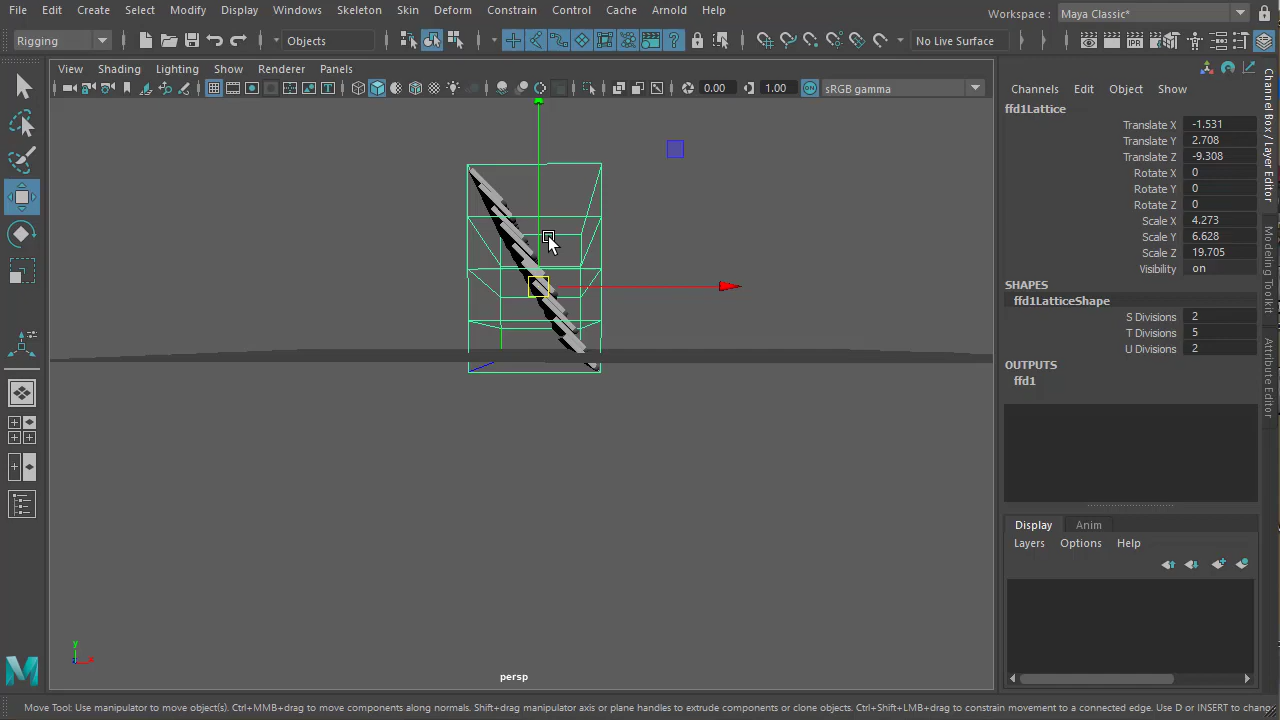 File Edit Create Select Modify Display Windows Skeleton Skin Deform Constrain Control Cache Arnold Help
Workspace : Maya Classic*
Rigging Objects No Live Surface IPR
View Shading Lighting Show Renderer Panels
0.00 1.00 ON sRGB gamma
Channels Edit Object Show
ffd1Lattice
Translate X -1.531
Translate Y 2.708
Translate Z -9.308
Rotate X 0
Rotate Y 0
Rotate Z 0
Scale X 4.273
Scale Y 6.628
Scale Z 19.705
Visibility on
SHAPES
ffd1LatticeShape
S Divisions 2
T Divisions 5
U Divisions 2
OUTPUTS
ffd1
Display Anim
Layers Options Help
Channel Box / Layer Editor
Modeling Toolkit
Attribute Editor
y
x
persp
Move Tool: Use manipulator to move object(s). Ctrl+MMB+drag to move components along normals. Shift+drag manipulator axis or plane handles to extrude components or clone objects. Ctrl+Shift+LMB+drag to constrain movement to a connected edge. Use D or INSERT to change